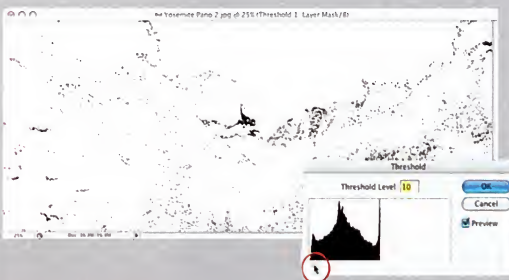 Yosemite Pano 2.jpg @ 25% (Threshold 1, Layer Mask/8)
Threshold
Threshold Level: 10
OK
Cancel
Preview
25%